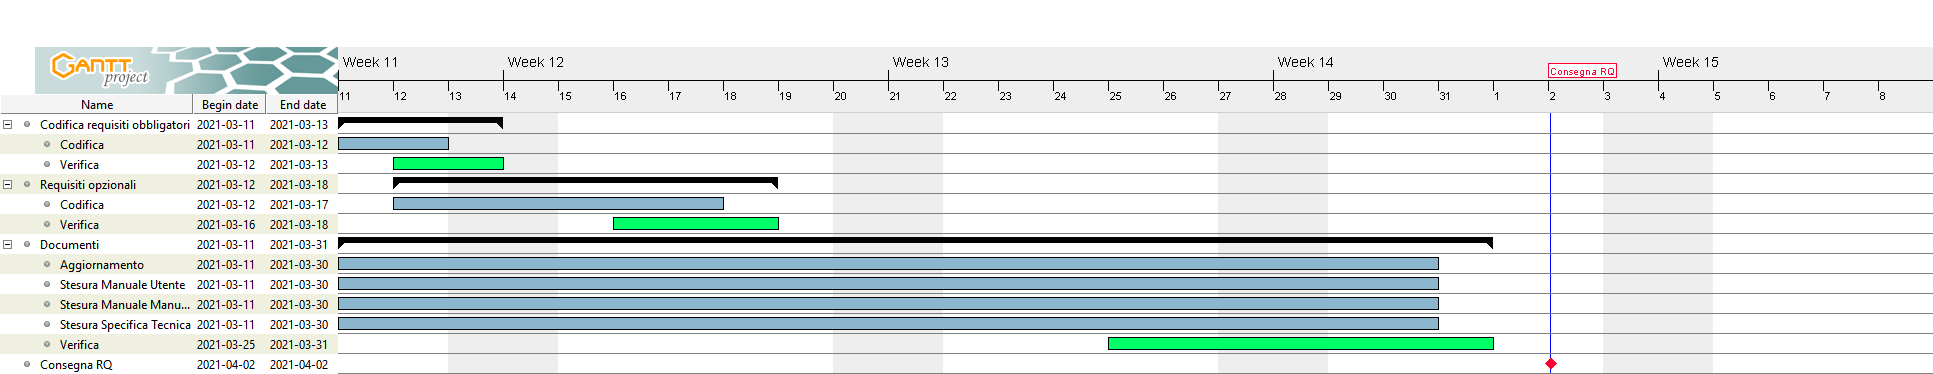 GANTT
project
Week 11 Week 12 Week 13 Week 14 Week 15
Consegna RQ
11 12 13 14 15 16 17 18 19 20 21 22 23 24 25 26 27 28 29 30 31 1 2 3 4 5 6 7 8
Name Begin date End date
Codifica requisiti obbligatori 2021-03-11 2021-03-13
Codifica 2021-03-11 2021-03-12
Verifica 2021-03-12 2021-03-13
Requisiti opzionali 2021-03-12 2021-03-18
Codifica 2021-03-12 2021-03-17
Verifica 2021-03-16 2021-03-18
Documenti 2021-03-11 2021-03-31
Aggiornamento 2021-03-11 2021-03-30
Stesura Manuale Utente 2021-03-11 2021-03-30
Stesura Manuale Manu... 2021-03-11 2021-03-30
Stesura Specifica Tecnica 2021-03-11 2021-03-30
Verifica 2021-03-25 2021-03-31
Consegna RQ 2021-04-02 2021-04-02